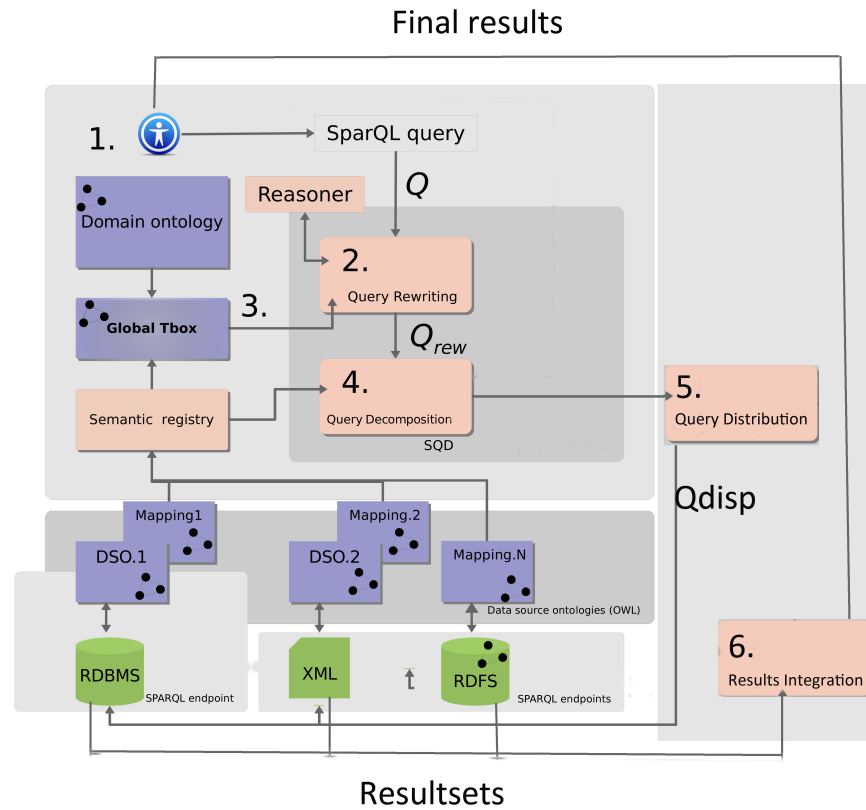 Final results
1.
SparQL query
Q
Reasoner
Domain ontology
2.
Query Rewriting
3.
Global Tbox
Qrew
4.
Query Decomposition
SQD
Semantic registry
5.
Query Distribution
Qdisp
Mapping1
Mapping.2
DSO.1
DSO.2
Mapping.N
Data source ontologies (OWL)
RDBMS
SPARQL endpoint
XML
RDFS
SPARQL endpoints
6.
Results Integration
Resultsets